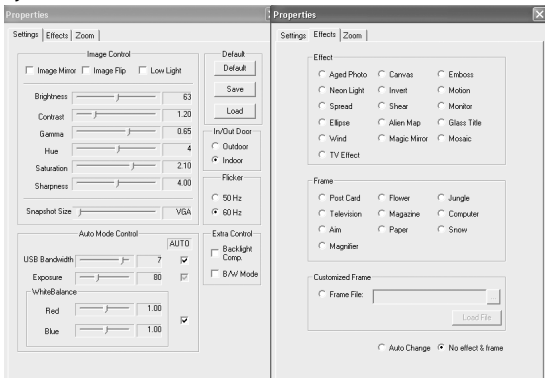 Properties
Settings Effects Zoom
Image Control
Image Mirror Image Flip Low Light
Brightness 63
Contrast 1.20
Gamma 0.65
Hue 4
Saturation 2.10
Sharpness 4.00
Snapshot Size VGA
Default
Default
Save
Load
In/Out Door
Outdoor
Indoor
Flicker
50 Hz
60 Hz
Auto Mode Control
AUTO
USB Bandwidth 7
Exposure 80
WhiteBalance
Red 1.00
Blue 1.00
Extra Control
Backlight
Comp.
B/W Mode
Properties
Settings Effects Zoom
Effect
Aged Photo Canvas Emboss
Neon Light Invert Motion
Spread Shear Monitor
Ellipse Alien Map Glass Title
Wind Magic Mirror Mosaic
TV Effect
Frame
Post Card Flower Jungle
Television Magazine Computer
Aim Paper Snow
Magnifier
Customized Frame
Frame File: ...
Load File
Auto Change No effect & frame